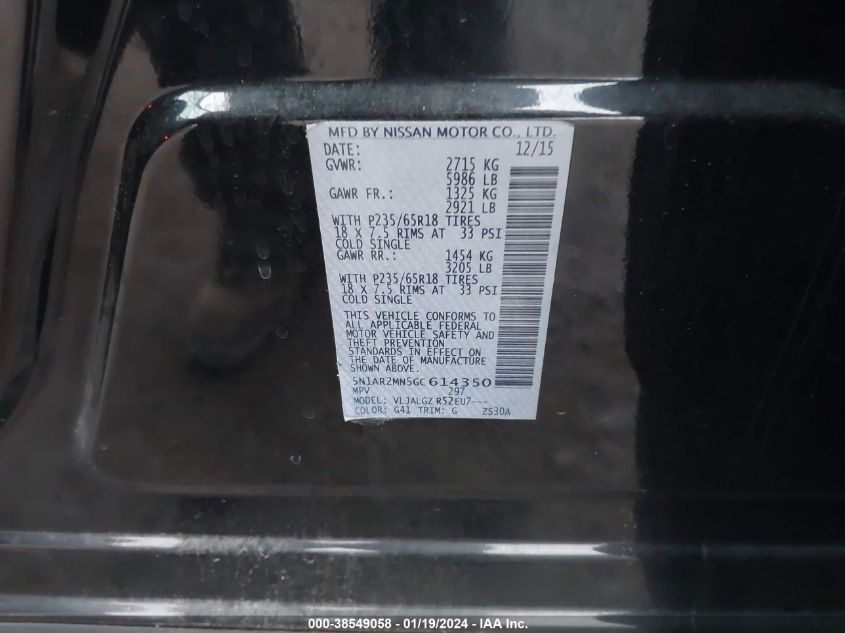 MFD BY NISSAN MOTOR CO., LTD.
DATE: 12/15
GVWR: 2715 KG
5986 LB
GAWR FR.: 1325 KG
2921 LB
WITH P235/65R18 TIRES
18 X 7.5 RIMS AT 33 PSI
COLD SINGLE
GAWR RR.: 1454 KG
3205 LB
WITH P235/65R18 TIRES
18 X 7.5 RIMS AT 33 PSI
COLD SINGLE
THIS VEHICLE CONFORMS TO
ALL APPLICABLE FEDERAL
MOTOR VEHICLE SAFETY AND
THEFT PREVENTION
STANDARDS IN EFFECT ON
THE DATE OF MANUFACTURE
SHOWN ABOVE.
5N1AR2MN5GC614350
MPV 297
MODEL: VLJALGZ R52EU7---
COLOR: G41 TRIM: G ZS30A
000-38549058 - 01/19/2024 - IAA Inc.